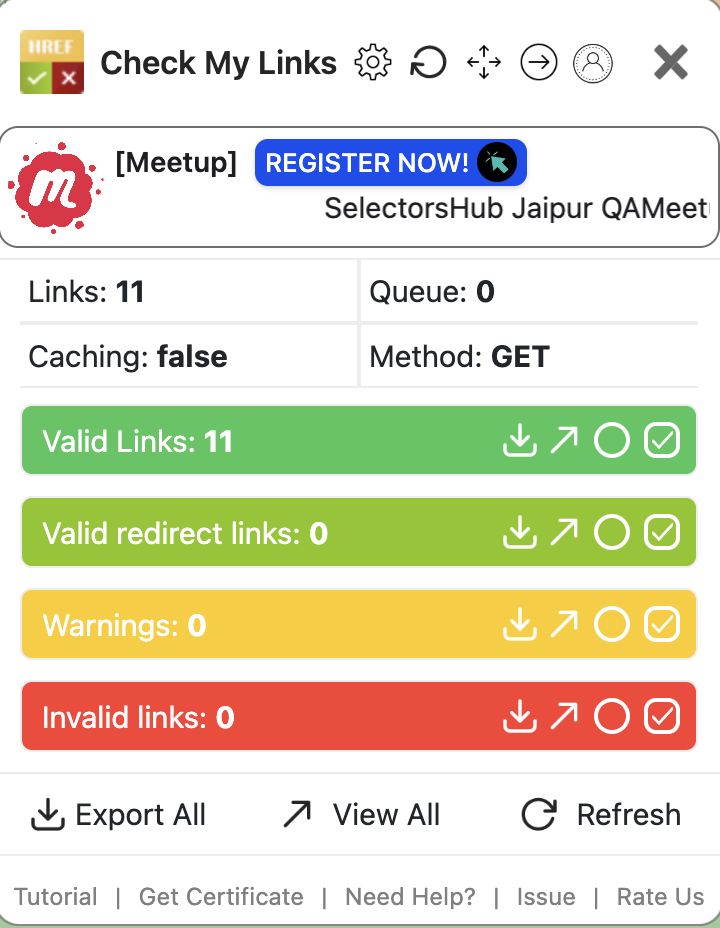 HREF
Check My Links
[Meetup] REGISTER NOW!
SelectorsHub Jaipur QAMeet
Links: 11
Queue: 0
Caching: false
Method: GET
Valid Links: 11
Valid redirect links: 0
Warnings: 0
Invalid links: 0
Export All
View All
Refresh
Tutorial | Get Certificate | Need Help? | Issue | Rate Us